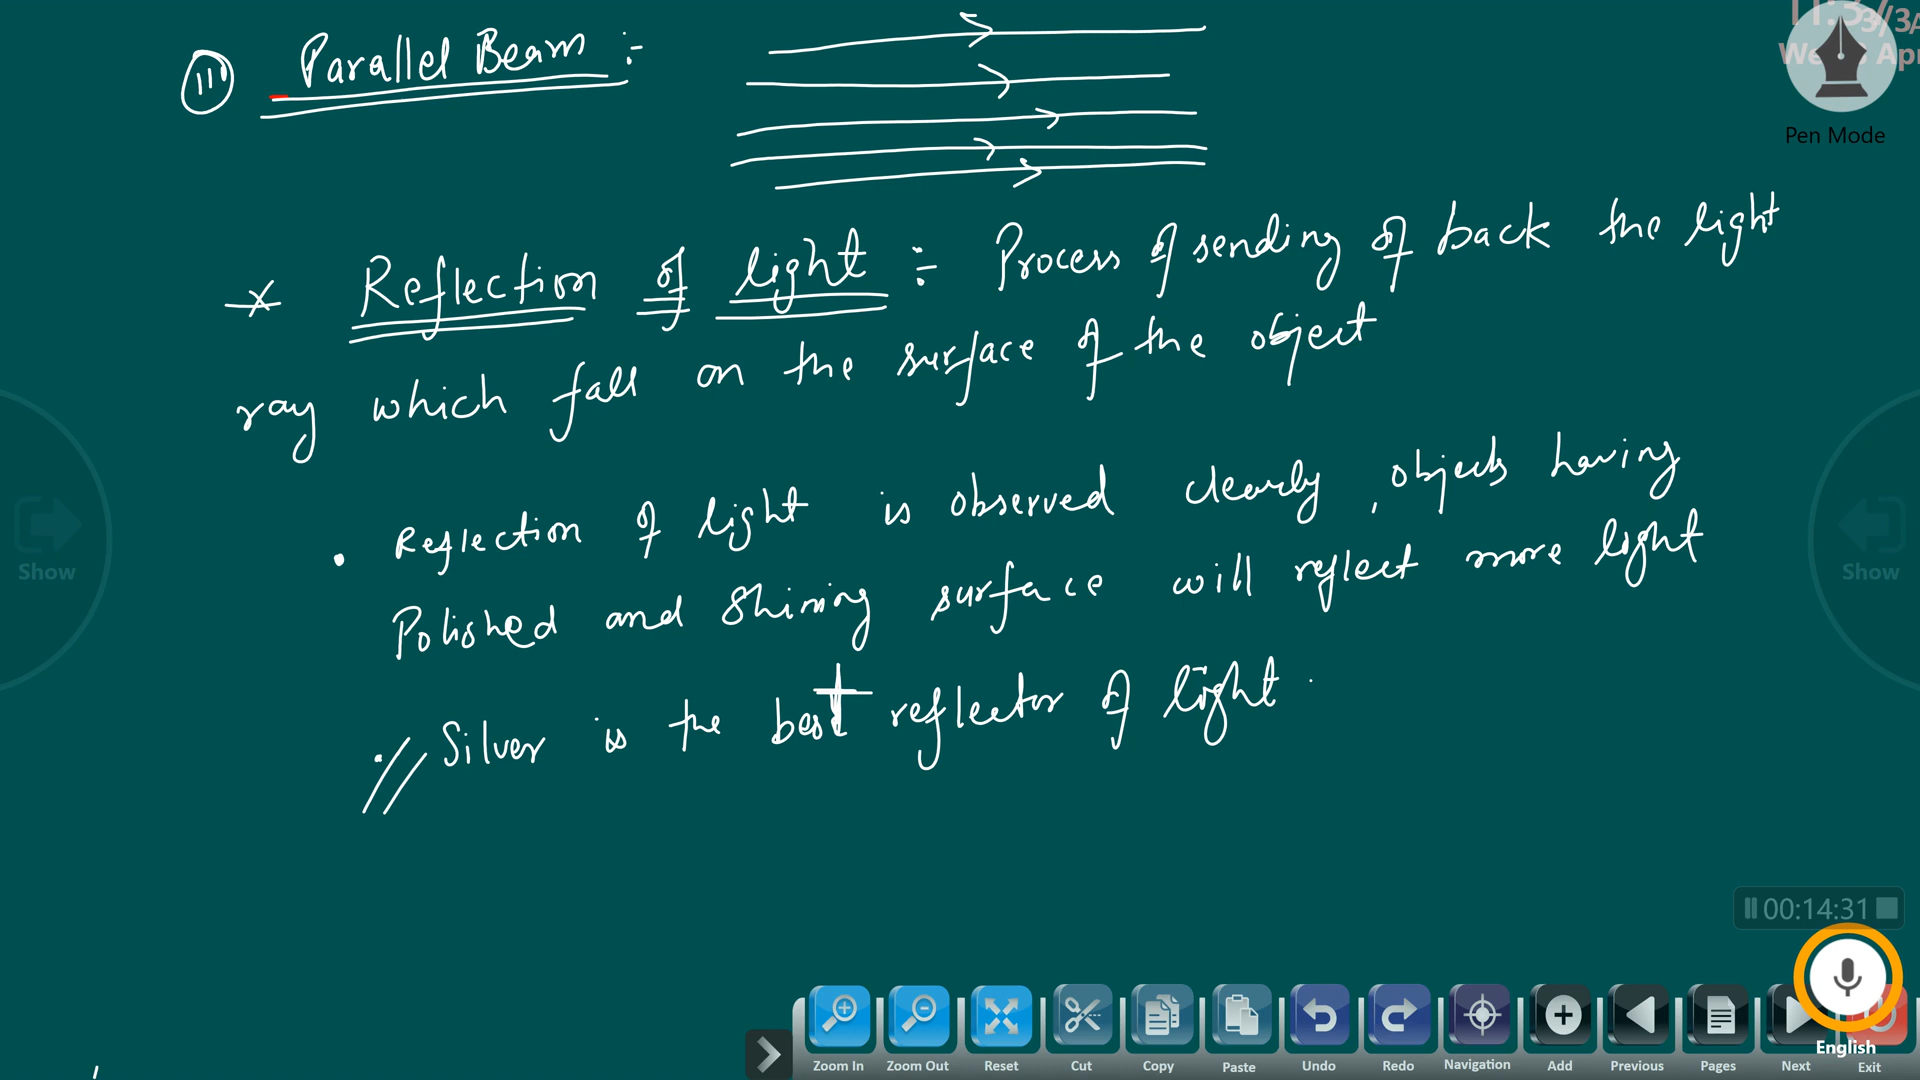 (iii) Parallel Beam :-
* Reflection of light :- Process of sending of back the light
ray which fall on the surface of the object
• Reflection of light is observed clearly, objects having
Polished and Shining surface will reflect more light
Silver is the best reflector of light.
Pen Mode
Show
Show
00:14:31
Zoom In Zoom Out Reset Cut Copy Paste Undo Redo Navigation Add Previous Pages Next Exit
English